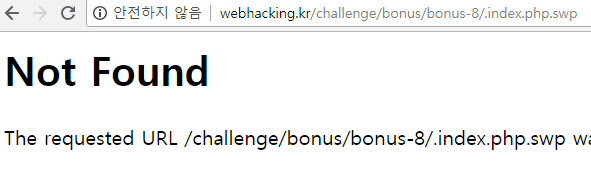 안전하지 않음 webhacking.kr/challenge/bonus/bonus-8/.index.php.swp
Not Found
The requested URL /challenge/bonus/bonus-8/.index.php.swp